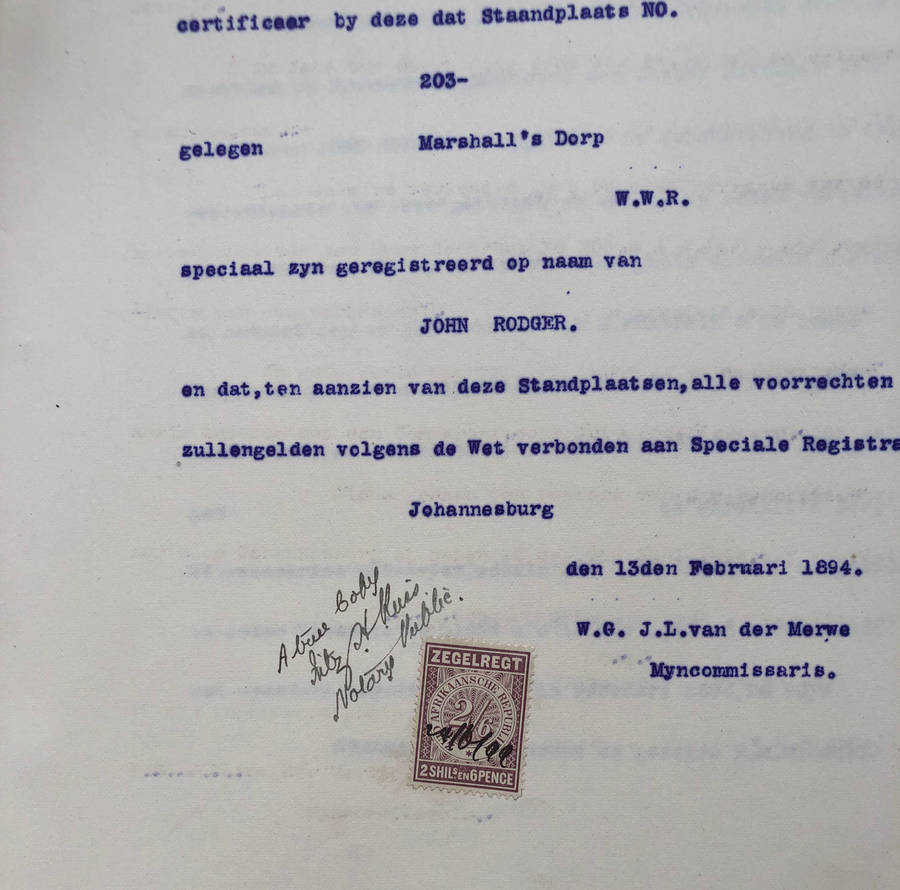 certificeer by deze dat Staandplaats NO.
203-
gelegen Marshall's Dorp
W.W.R.
speciaal zyn geregistreerd op naam van
JOHN RODGER.
en dat,ten aanzien van deze Standplaatsen,alle voorrechten
zullengelden volgens de Wet verbonden aan Speciale Registra
Johannesburg
den 13den Februari 1894.
W.G. J.L.van der Merwe
Myncommissaris.
A true Copy
Notary Public.
ZEGELREGT
AFRIKAANSCHE REPUBLI
2/6
2 SHILS EN 6 PENCE